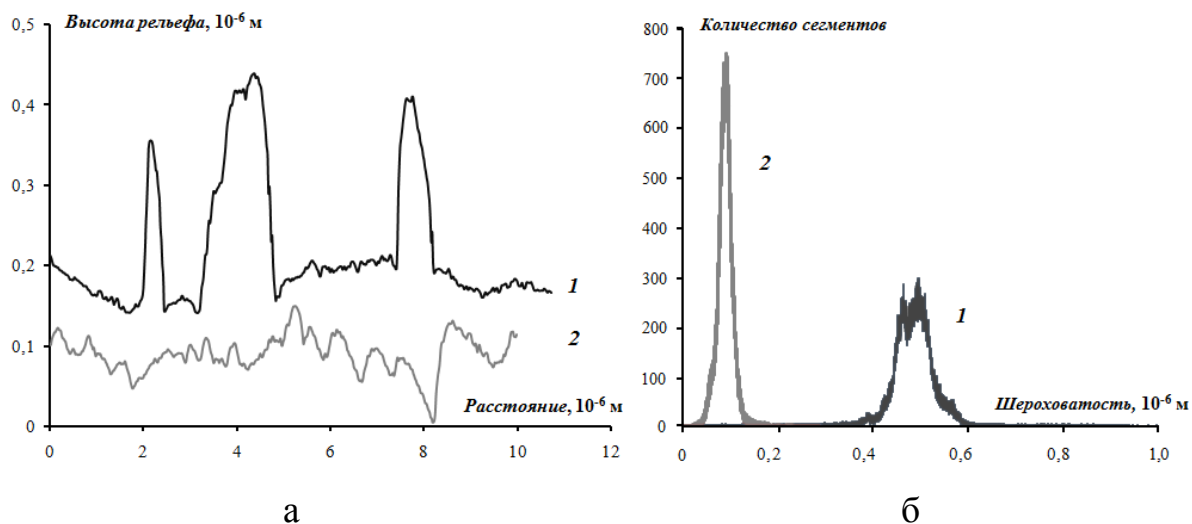 Высота рельефа, 10⁻⁶ м
0,5
0,4
0,3
0,2
0,1
0
1
2
Расстояние, 10⁻⁶ м
0 2 4 6 8 10 12
а
Количество сегментов
800
700
600
500
400
300
200
100
0
2
1
Шероховатость, 10⁻⁶ м
0 0,2 0,4 0,6 0,8 1,0
б